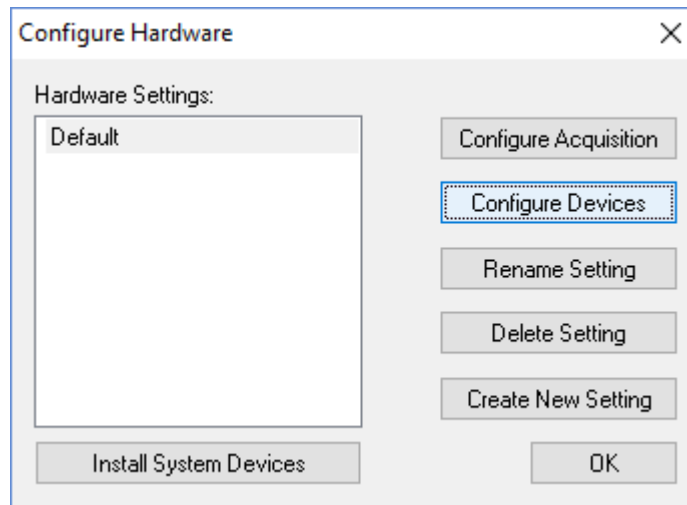 Configure Hardware
Hardware Settings:
Default
Configure Acquisition
Configure Devices
Rename Setting
Delete Setting
Create New Setting
Install System Devices
OK